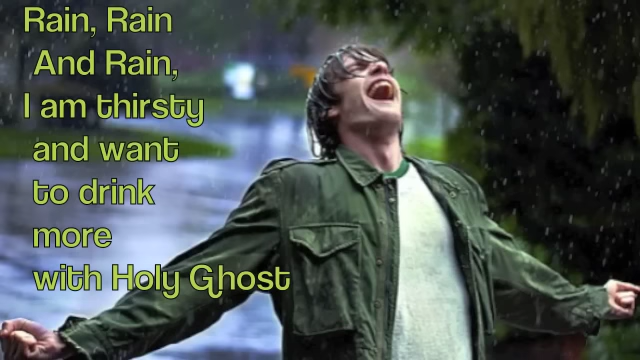 Rain, Rain
And Rain,
I am thirsty
and want
to drink
more
with Holy Ghost